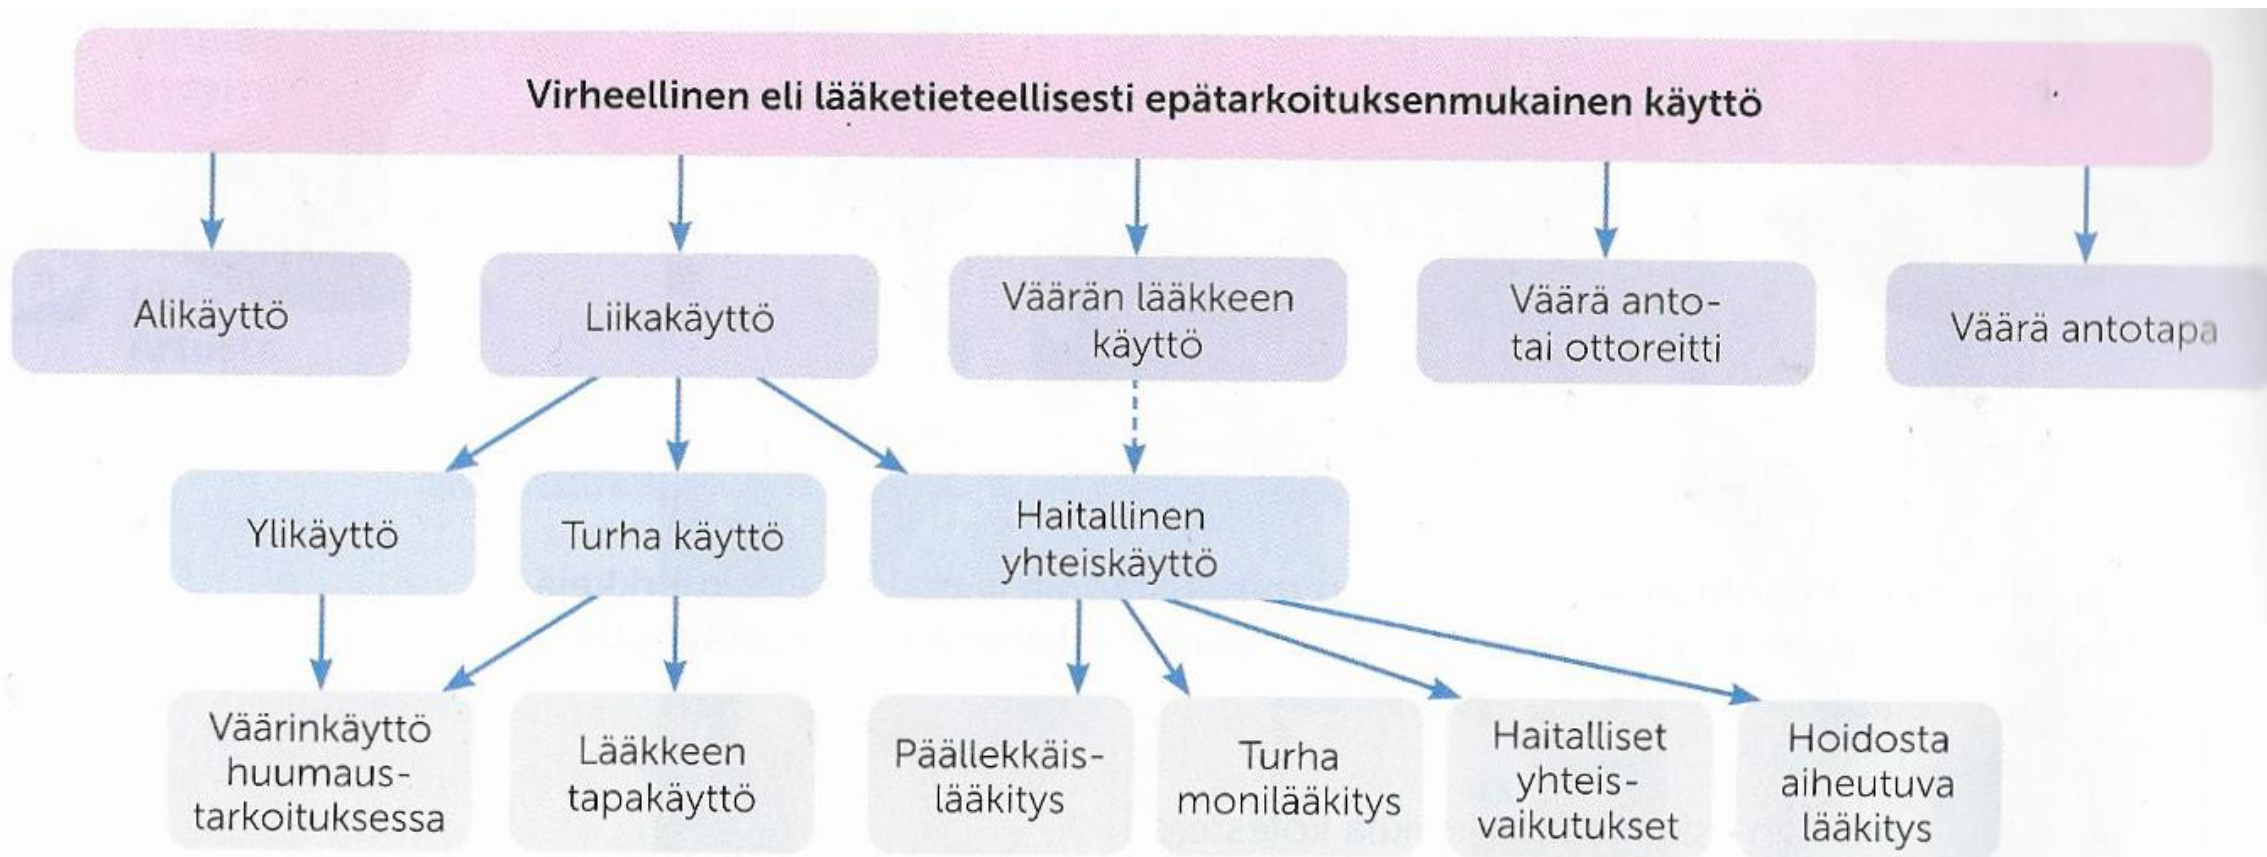 Virheellinen eli lääketieteellisesti epätarkoituksenmukainen käyttö
Alikäyttö
Liikakäyttö
Väärän lääkkeen
käyttö
Väärä anto-
tai ottoreitti
Väärä antotapa
Ylikäyttö
Turha käyttö
Haitallinen
yhteiskäyttö
Väärinkäyttö
huumaus-
tarkoituksessa
Lääkkeen
tapakäyttö
Päällekkäis-
lääkitys
Turha
monilääkitys
Haitalliset
yhteis-
vaikutukset
Hoidosta
aiheutuva
lääkitys